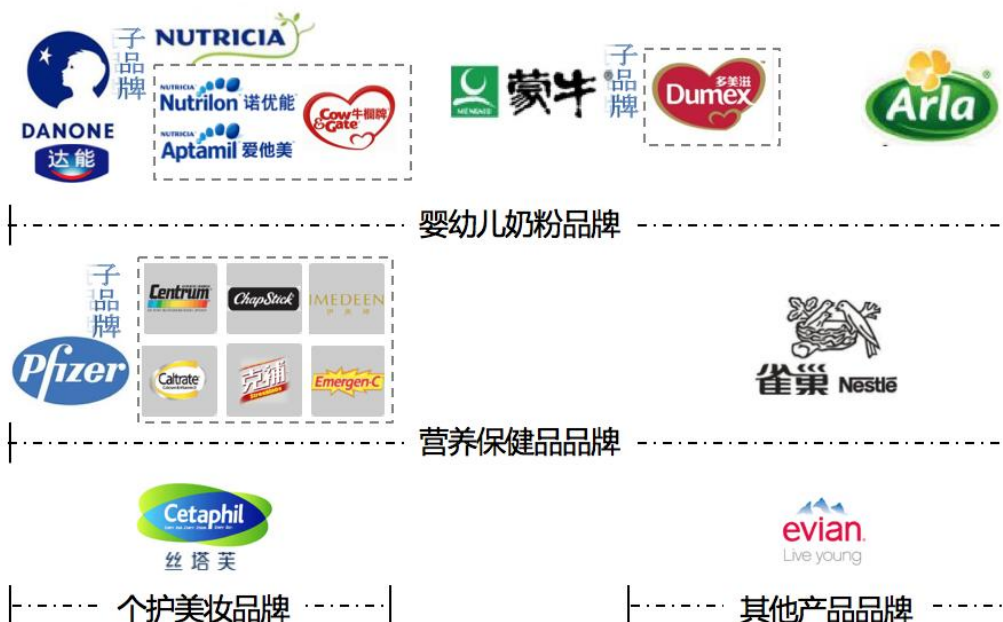 子品牌
NUTRICIA
DANONE
达能
NUTRICIA
Nutrilon 诺优能
NUTRICIA
Aptamil 爱他美
Cow & Gate 牛栏牌
MENGNIU
蒙牛®
子品牌
多美滋
Dumex
Arla
婴幼儿奶粉品牌
子品牌
Pfizer
Centrum
ChapStick
IMEDEEN
Caltrate
克補
Stresstabs
Emergen-C
雀巢 Nestlé
营养保健品品牌
Cetaphil
丝塔芙
evian.
Live young
个护美妆品牌
其他产品品牌